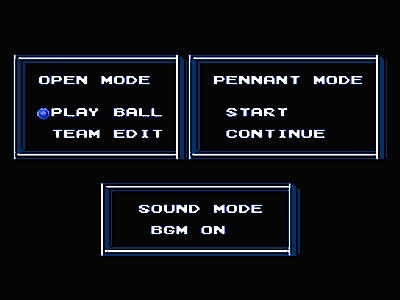 OPEN MODE
PLAY BALL
TEAM EDIT
PENNANT MODE
START
CONTINUE
SOUND MODE
BGM ON